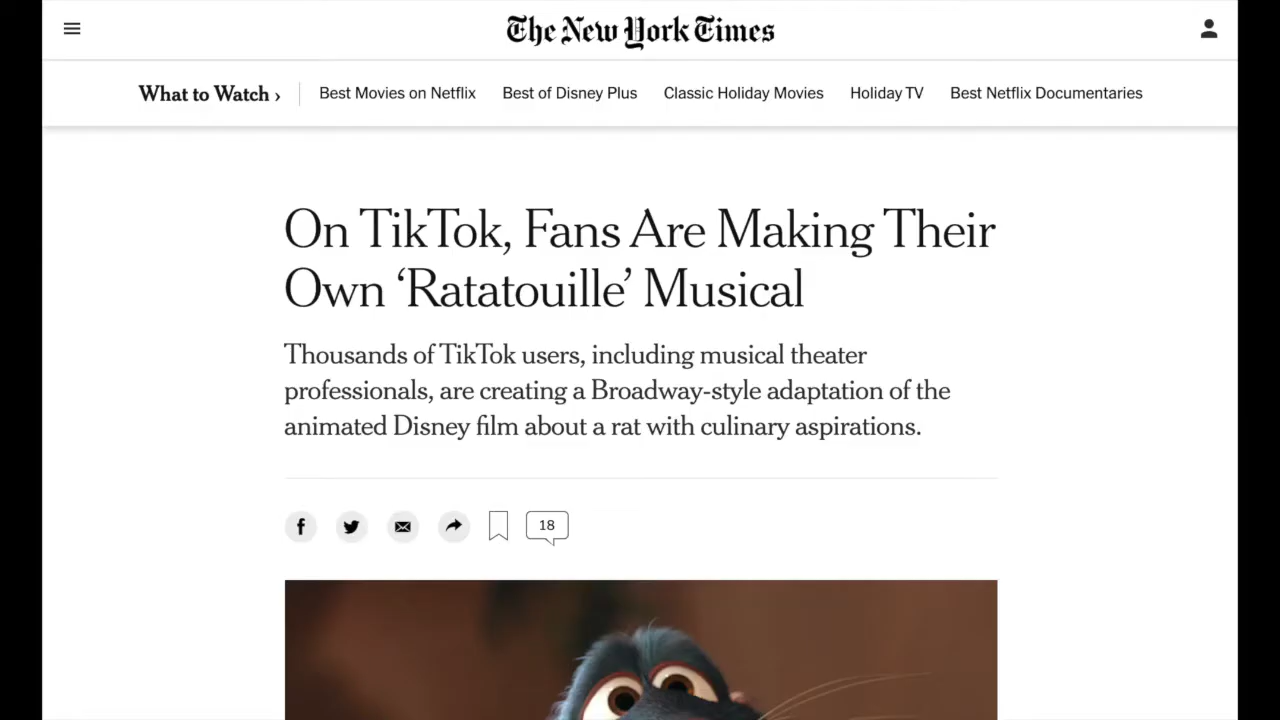 The New York Times
What to Watch › Best Movies on Netflix Best of Disney Plus Classic Holiday Movies Holiday TV Best Netflix Documentaries
On TikTok, Fans Are Making Their
Own ‘Ratatouille’ Musical
Thousands of TikTok users, including musical theater
professionals, are creating a Broadway-style adaptation of the
animated Disney film about a rat with culinary aspirations.
18